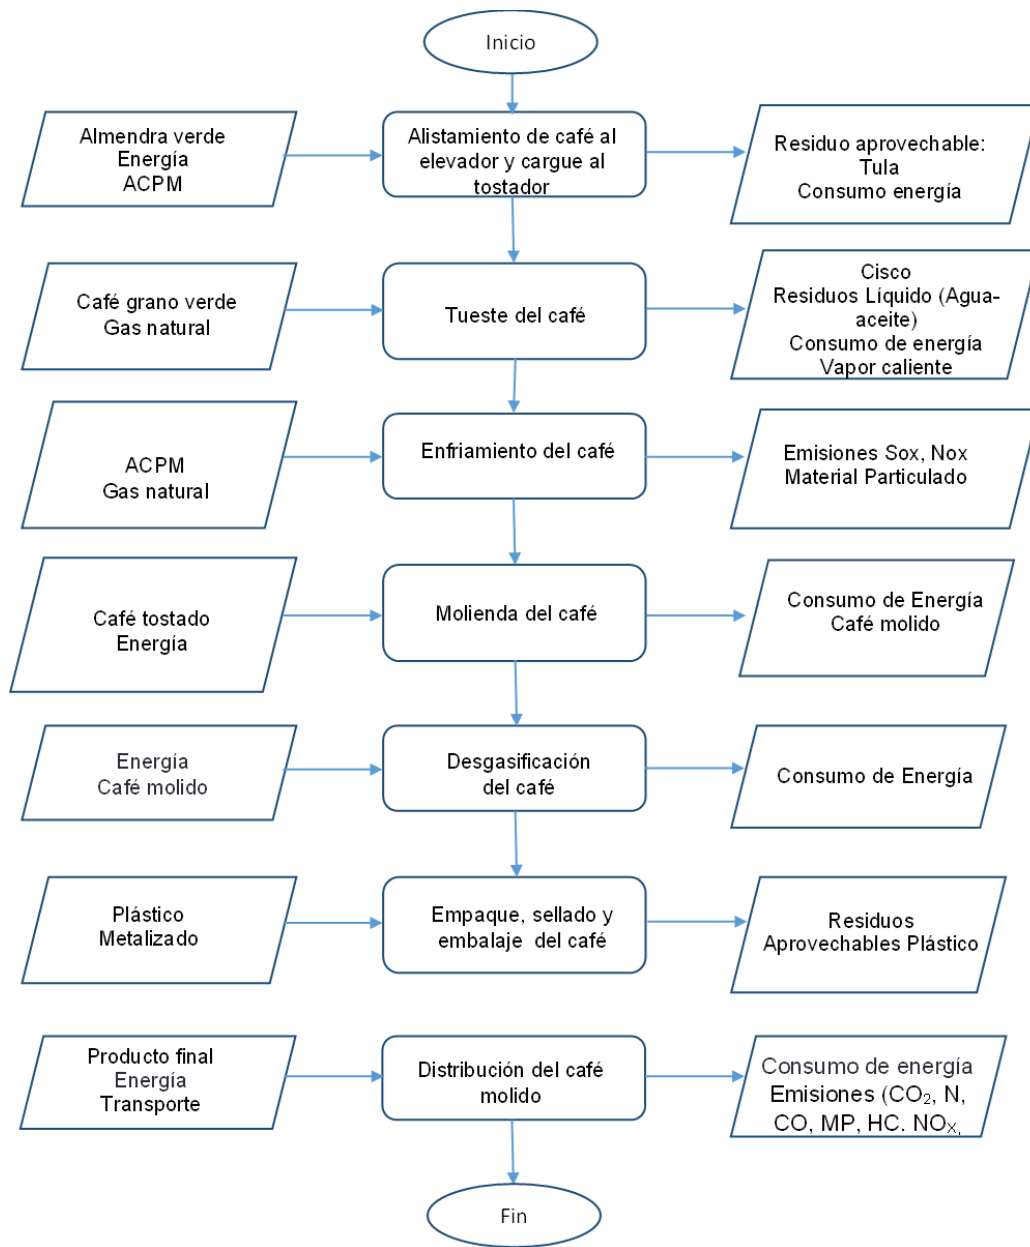 Inicio
Almendra verde
Energía
ACPM
Alistamiento de café al
elevador y cargue al
tostador
Residuo aprovechable:
Tula
Consumo energía
Café grano verde
Gas natural
Tueste del café
Cisco
Residuos Líquido (Agua-
aceite)
Consumo de energía
Vapor caliente
ACPM
Gas natural
Enfriamiento del café
Emisiones Sox, Nox
Material Particulado
Café tostado
Energía
Molienda del café
Consumo de Energía
Café molido
Energía
Café molido
Desgasificación
del café
Consumo de Energía
Plástico
Metalizado
Empaque, sellado y
embalaje del café
Residuos
Aprovechables Plástico
Producto final
Energía
Transporte
Distribución del café
molido
Consumo de energía
Emisiones (CO₂, N,
CO, MP, HC. NOₓ,
Fin